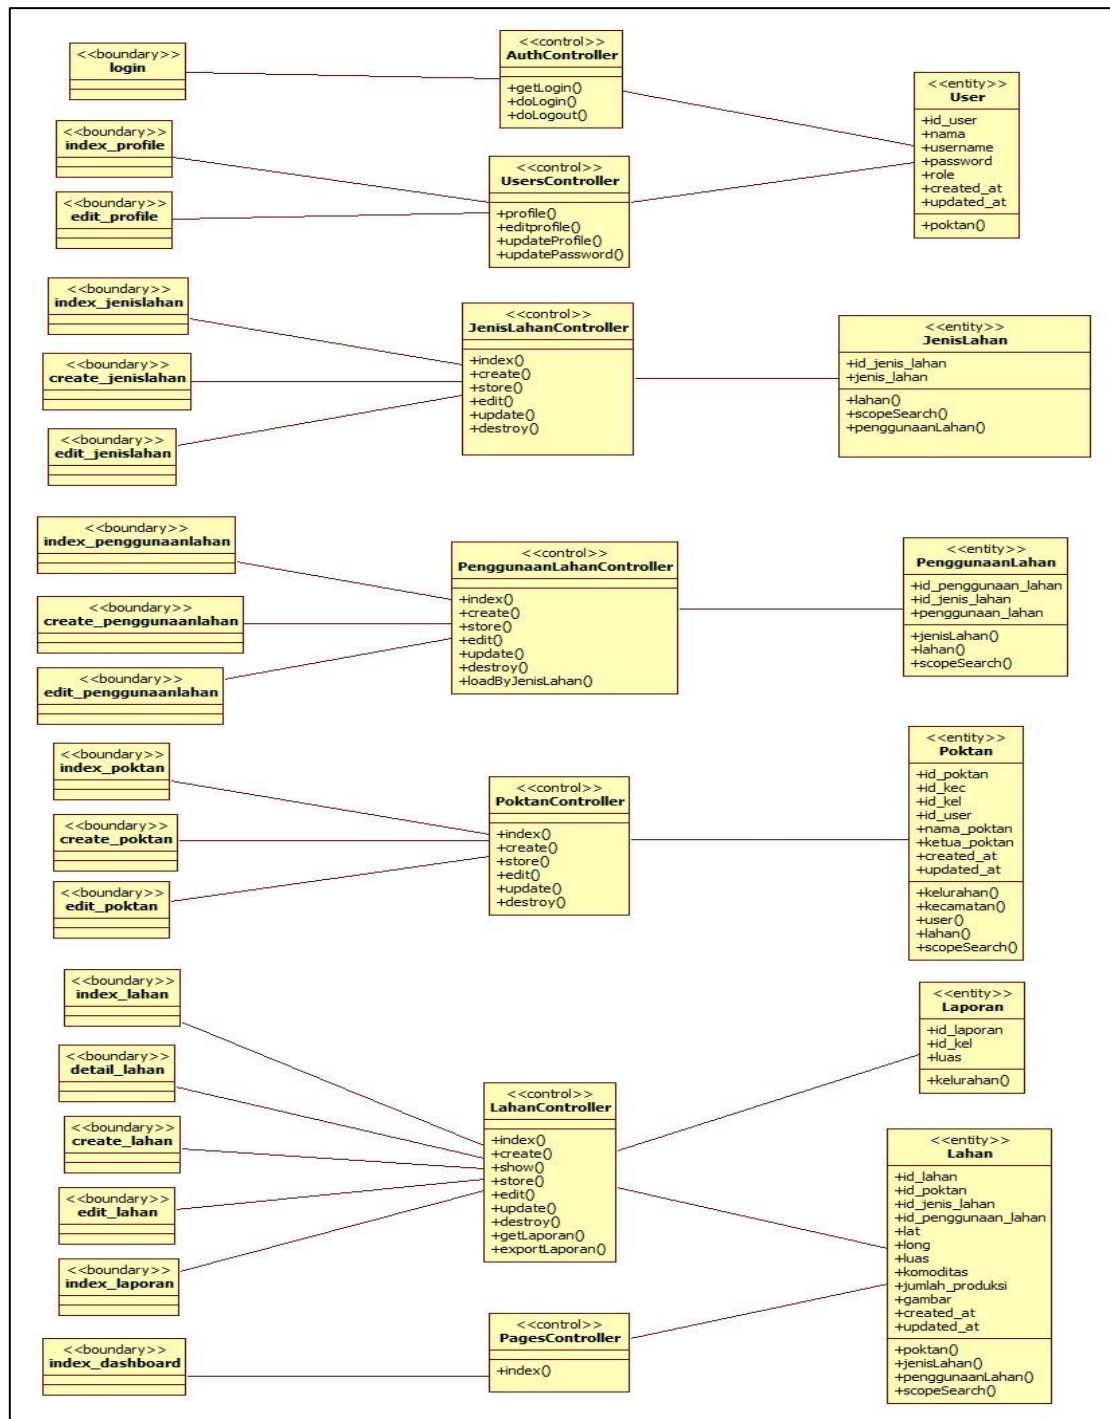 <<boundary>>
login
<<control>>
AuthController
+getLogin()
+doLogin()
+doLogout()
<<entity>>
User
+id_user
+nama
+username
+password
+role
+created_at
+updated_at
+poktan()
<<boundary>>
index_profile
<<boundary>>
edit_profile
<<control>>
UsersController
+profile()
+editprofile()
+updateProfile()
+updatePassword()
<<boundary>>
index_jenislahan
<<boundary>>
create_jenislahan
<<boundary>>
edit_jenislahan
<<control>>
JenisLahanController
+index()
+create()
+store()
+edit()
+update()
+destroy()
<<entity>>
JenisLahan
+id_jenis_lahan
+jenis_lahan
+lahan()
+scopeSearch()
+penggunaanLahan()
<<boundary>>
index_penggunaanlahan
<<boundary>>
create_penggunaanlahan
<<boundary>>
edit_penggunaanlahan
<<control>>
PenggunaanLahanController
+index()
+create()
+store()
+edit()
+update()
+destroy()
+loadByJenisLahan()
<<entity>>
PenggunaanLahan
+id_penggunaan_lahan
+id_jenis_lahan
+penggunaan_lahan
+jenisLahan()
+lahan()
+scopeSearch()
<<boundary>>
index_poktan
<<boundary>>
create_poktan
<<boundary>>
edit_poktan
<<control>>
PoktanController
+index()
+create()
+store()
+edit()
+update()
+destroy()
<<entity>>
Poktan
+id_poktan
+id_kec
+id_kel
+id_user
+nama_poktan
+ketua_poktan
+created_at
+updated_at
+kelurahan()
+kecamatan()
+user()
+lahan()
+scopeSearch()
<<boundary>>
index_lahan
<<boundary>>
detail_lahan
<<boundary>>
create_lahan
<<boundary>>
edit_lahan
<<boundary>>
index_laporan
<<control>>
LahanController
+index()
+create()
+show()
+store()
+edit()
+update()
+destroy()
+getLaporan()
+exportLaporan()
<<entity>>
Laporan
+id_laporan
+id_kel
+luas
+kelurahan()
<<entity>>
Lahan
+id_lahan
+id_poktan
+id_jenis_lahan
+id_penggunaan_lahan
+lat
+long
+luas
+komoditas
+jumlah_produksi
+gambar
+created_at
+updated_at
+poktan()
+jenisLahan()
+penggunaanLahan()
+scopeSearch()
<<boundary>>
index_dashboard
<<control>>
PagesController
+index()